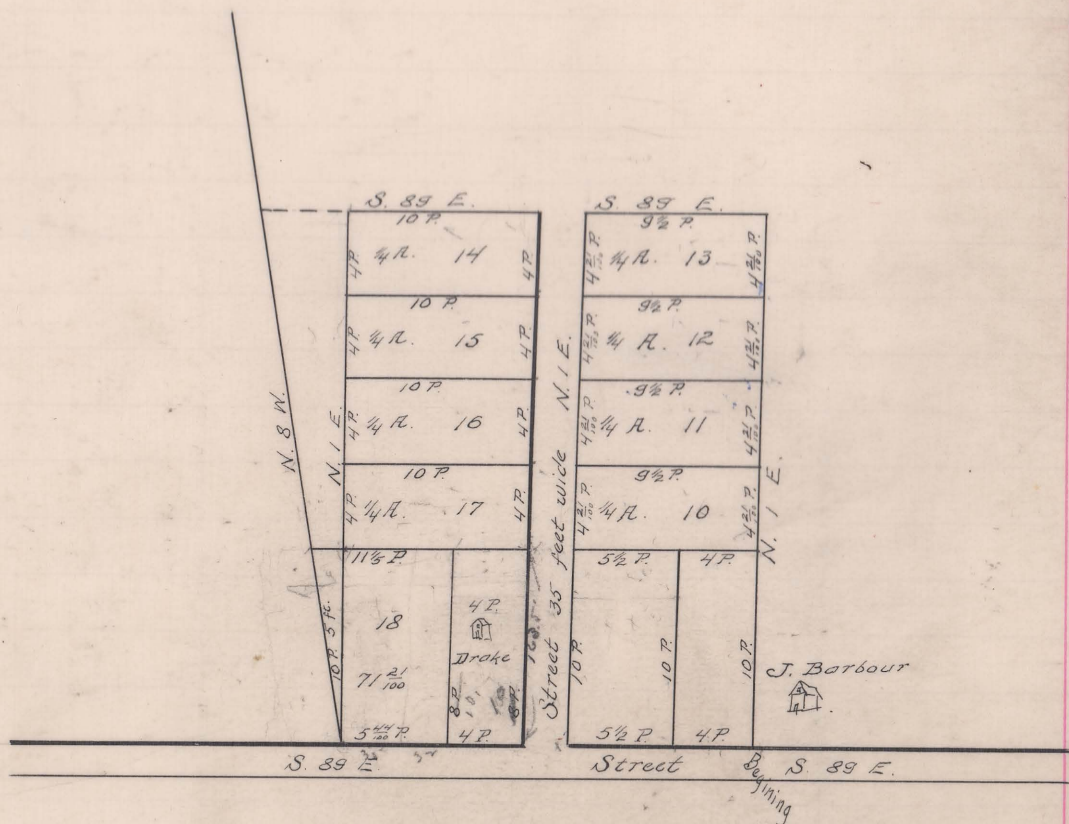 S. 89 E.
S. 89 E.
10 P.
4 P. ¼ A. 14 4 P.
10 P.
4 P. ¼ A. 15 4 P.
10 P.
4 P. ¼ A. 16 4 P.
10 P.
4 P. ¼ A. 17 4 P.
N. 8 W.
N. 1 E.
11⅕ P.
10 P. 5 ft.
18
71 21/100
5 44/100 P.
4 P.
Drake
8 P.
8 P.
4 P.
Street 35 feet wide N. 1 E.
9½ P.
4 21/100 P. ¼ A. 13 4 21/100 P.
9½ P.
4 21/100 P. ¼ A. 12 4 21/100 P.
9½ P.
4 21/100 P. ¼ A. 11 4 21/100 P.
9½ P.
4 21/100 P. ¼ A. 10 4 21/100 P.
N. 1 E.
5½ P. 4 P.
10 P. 10 P. 10 P.
5½ P. 4 P.
J. Barbour
S. 89 E.
Street
Begining
S. 89 E.